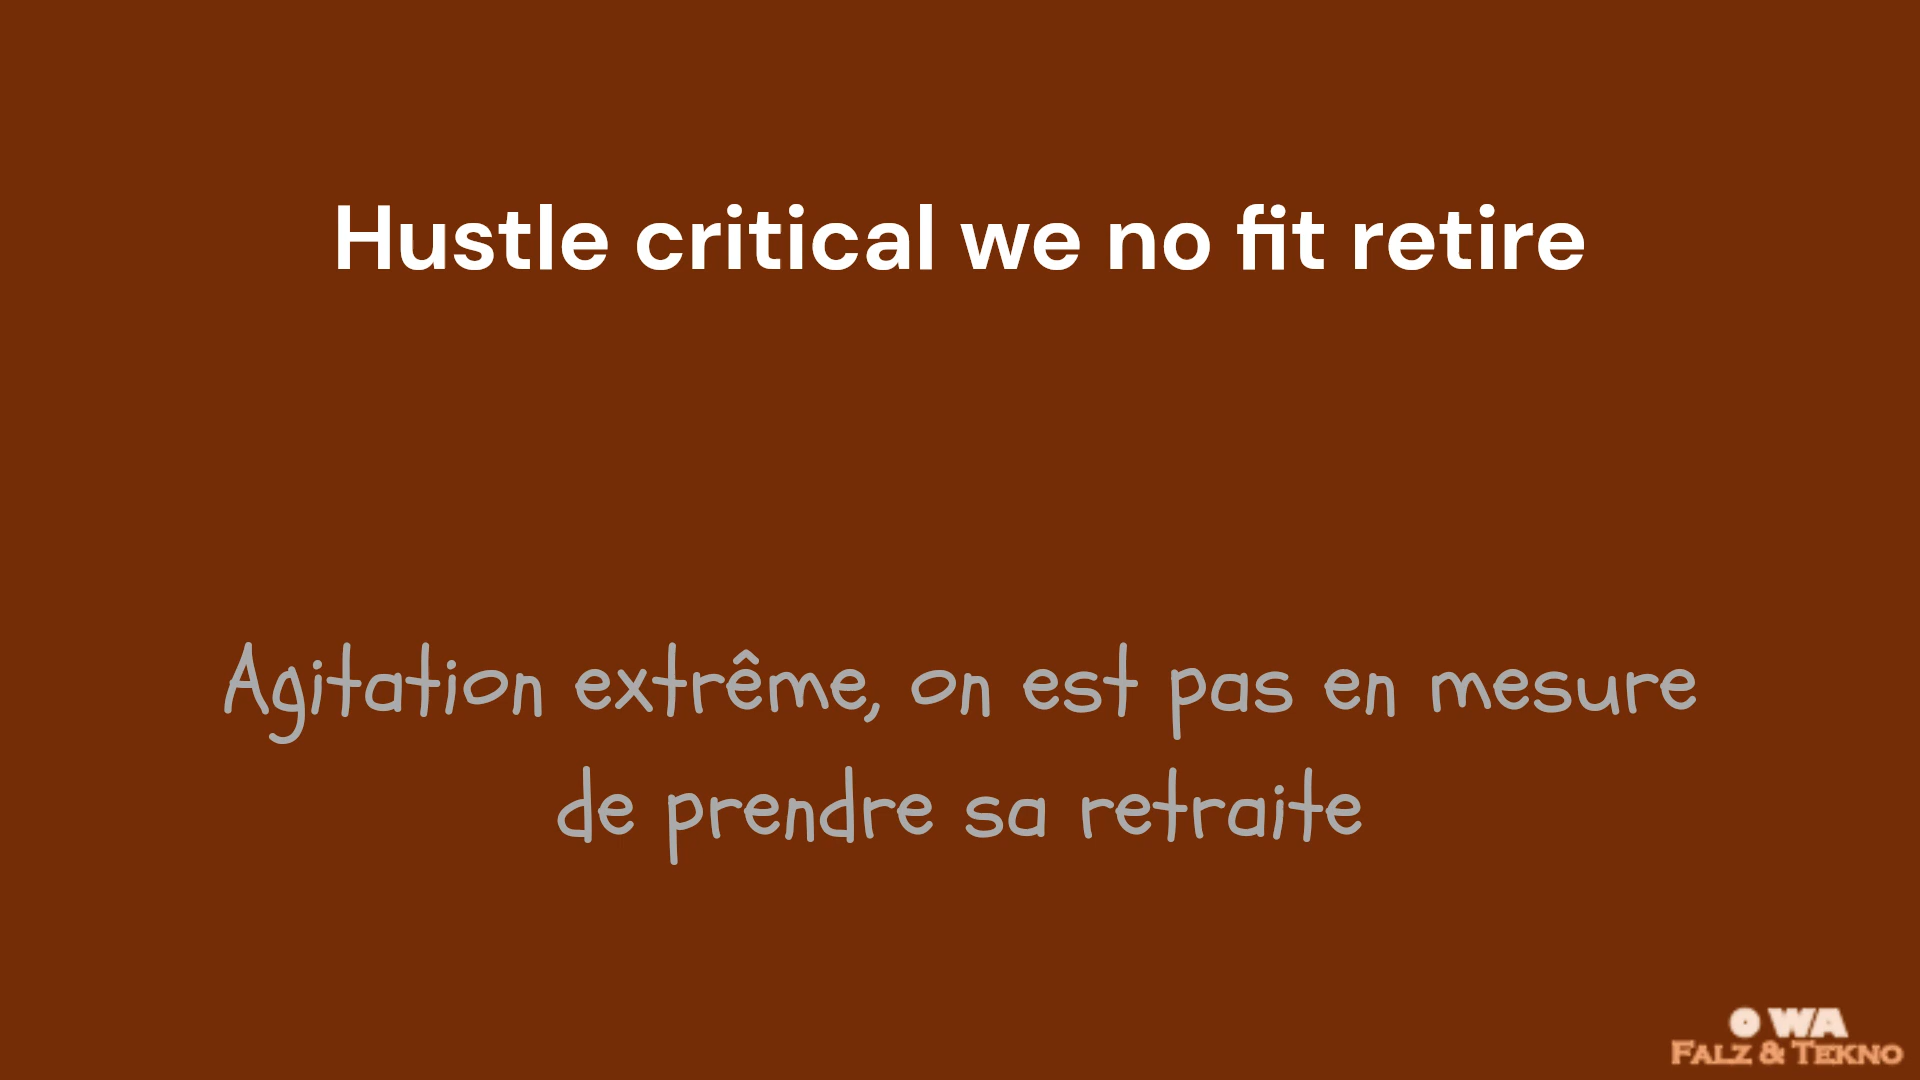 Hustle critical we no fit retire
Agitation extrême, on est pas en mesure
de prendre sa retraite
O WA
FALZ & TEKNO